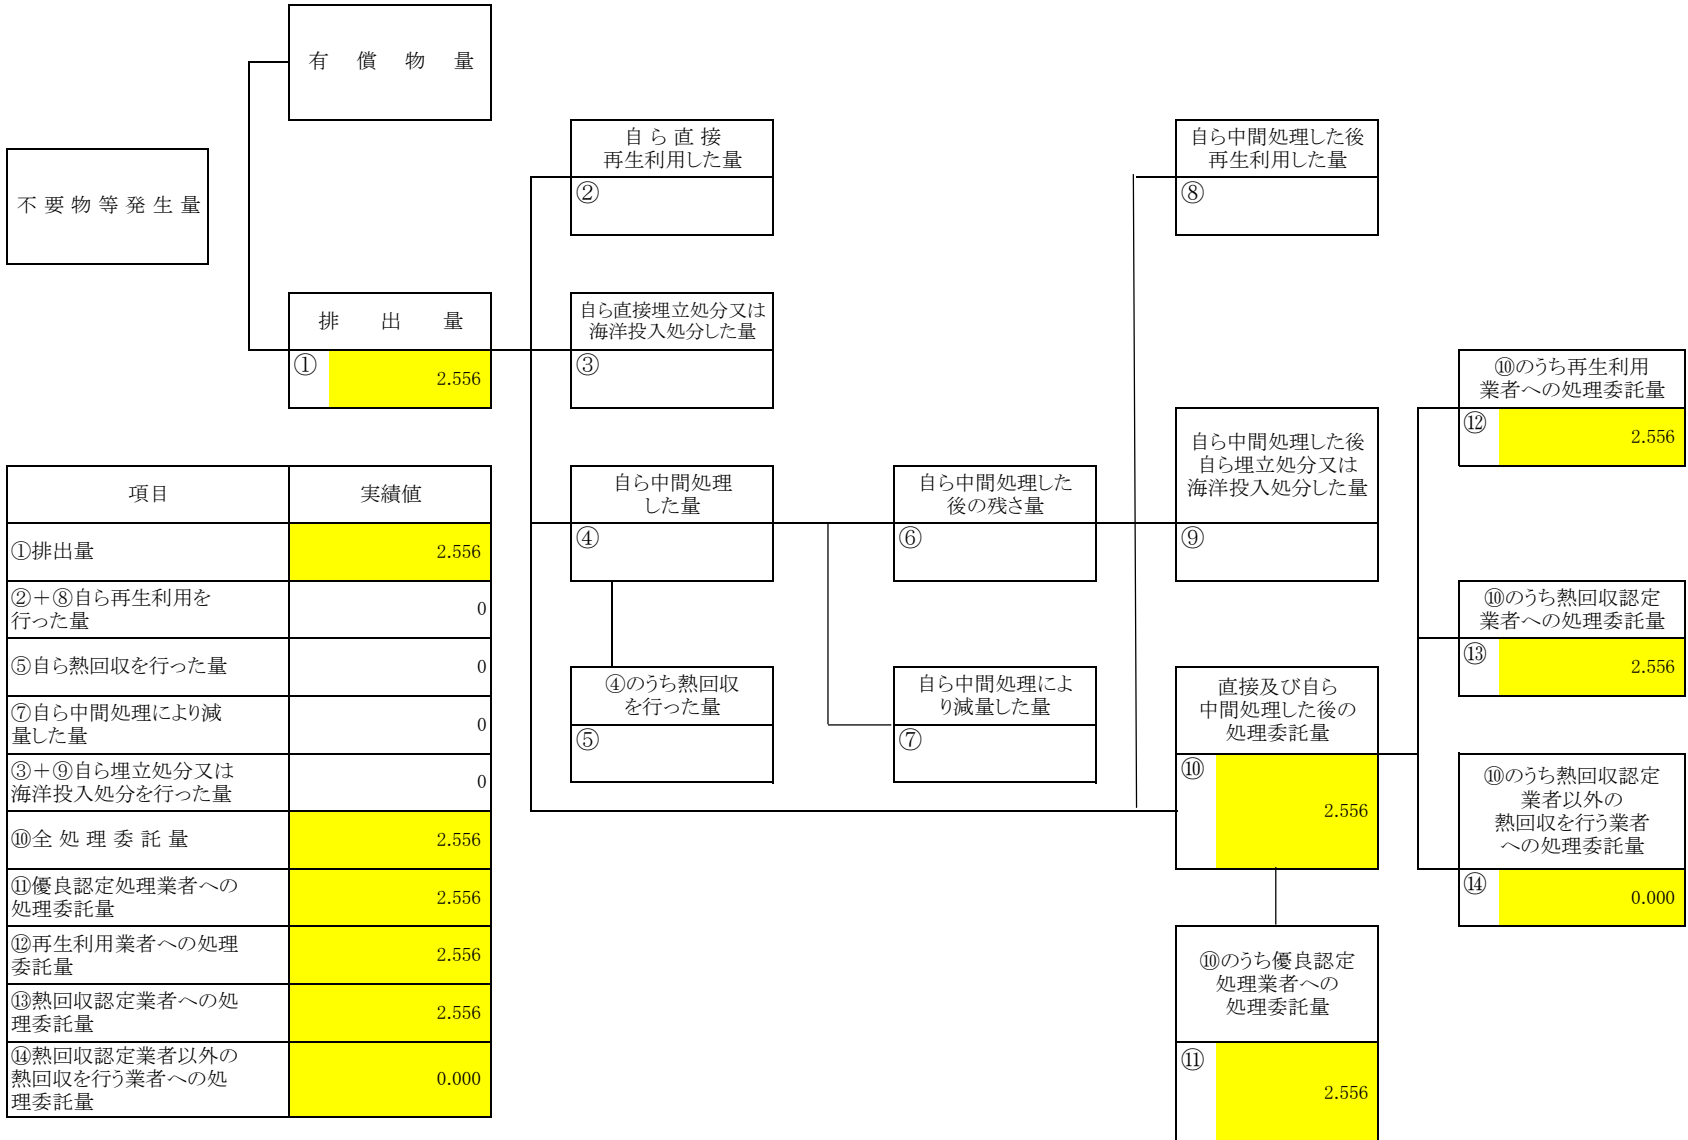 有償物量
不要物等発生量
排出量
①
2.556
自ら直接
再生利用した量
②
自ら直接埋立処分又は
海洋投入処分した量
③
自ら中間処理
した量
④
④のうち熱回収
を行った量
⑤
自ら中間処理した
後の残さ量
⑥
自ら中間処理によ
り減量した量
⑦
自ら中間処理した後
再生利用した量
⑧
自ら中間処理した後
自ら埋立処分又は
海洋投入処分した量
⑨
直接及び自ら
中間処理した後の
処理委託量
⑩
2.556
⑩のうち優良認定
処理業者への
処理委託量
⑪
2.556
⑩のうち再生利用
業者への処理委託量
⑫
2.556
⑩のうち熱回収認定
業者への処理委託量
⑬
2.556
⑩のうち熱回収認定
業者以外の
熱回収を行う業者
への処理委託量
⑭
0.000
項目 実績値
①排出量 2.556
②＋⑧自ら再生利用を
行った量 0
⑤自ら熱回収を行った量 0
⑦自ら中間処理により減
量した量 0
③＋⑨自ら埋立処分又は
海洋投入処分を行った量 0
⑩全処理委託量 2.556
⑪優良認定処理業者への
処理委託量 2.556
⑫再生利用業者への処理
委託量 2.556
⑬熱回収認定業者への処
理委託量 2.556
⑭熱回収認定業者以外の
熱回収を行う業者への処
理委託量 0.000